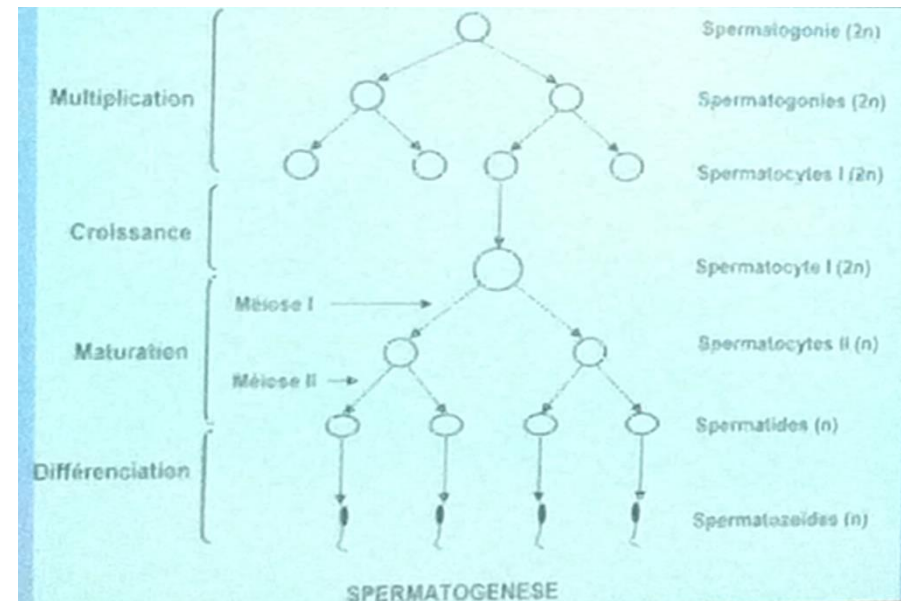 Spermatogonie (2n)
Multiplication
Spermatogonies (2n)
Spermatocytes I (2n)
Croissance
Spermatocyte I (2n)
Méiose I
Maturation
Spermatocytes II (n)
Méiose II
Spermatides (n)
Différenciation
Spermatozoïdes (n)
SPERMATOGENESE